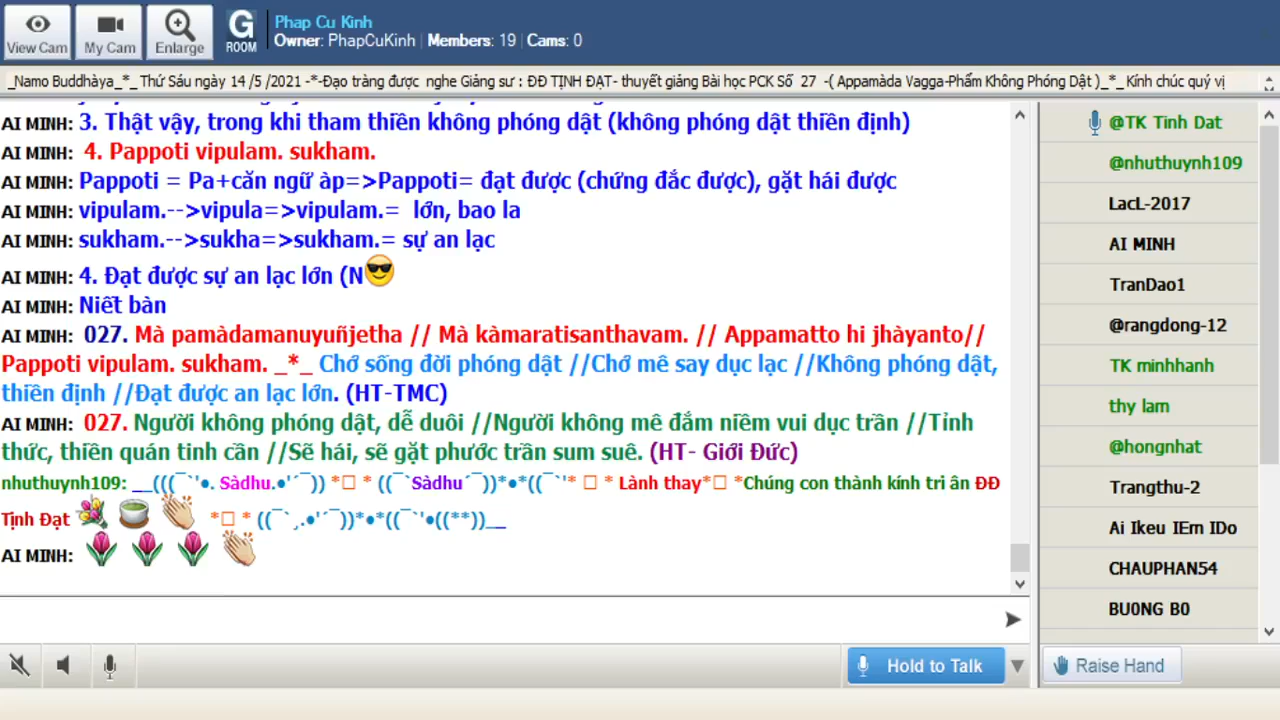 View Cam
My Cam
Enlarge
G
ROOM
Phap Cu Kinh
Owner: PhapCuKinh | Members: 19 | Cams: 0
_Namo Buddhàya_*_ Thứ Sáu ngày 14 /5 /2021 -*-Đạo tràng được nghe Giảng sư : ĐĐ TỊNH ĐẠT- thuyết giảng Bài học PCK Số 27 -( Appamàda Vagga-Phẩm Không Phóng Dật )_*_Kính chúc quý vị
AI MINH: 3. Thật vậy, trong khi tham thiền không phóng dật (không phóng dật thiền định)
AI MINH: 4. Pappoti vipulam. sukham.
AI MINH: Pappoti = Pa+căn ngữ àp=>Pappoti= đạt được (chứng đắc được), gặt hái được
AI MINH: vipulam.-->vipula=>vipulam.= lớn, bao la
AI MINH: sukham.-->sukha=>sukham.= sự an lạc
AI MINH: 4. Đạt được sự an lạc lớn (N
AI MINH: Niết bàn
AI MINH: 027. Mà pamàdamanuyuñjetha // Mà kàmaratisanthavam. // Appamatto hi jhàyanto//
Pappoti vipulam. sukham. _*_ Chớ sống đời phóng dật //Chớ mê say dục lạc //Không phóng dật,
thiền định //Đạt được an lạc lớn. (HT-TMC)
AI MINH: 027. Người không phóng dật, dễ duôi //Người không mê đắm niềm vui dục trần //Tỉnh
thức, thiền quán tinh cần //Sẽ hái, sẽ gặt phước trần sum suê. (HT- Giới Đức)
nhuthuynh109: __(((¯`'•. Sàdhu.•'´¯)) *□ * ((¯`Sàdhu´¯))*•*((¯`'* □ * Lành thay*□ *Chúng con thành kính tri ân ĐĐ
Tịnh Đạt *□ * ((¯`¸.•'´¯))*•*((¯`'•((**))__
AI MINH:
Hold to Talk
@TK Tinh Dat
@nhuthuynh109
LacL-2017
AI MINH
TranDao1
@rangdong-12
TK minhhanh
thy lam
@hongnhat
Trangthu-2
Ai Ikeu IEm IDo
CHAUPHAN54
BU0NG B0
Raise Hand